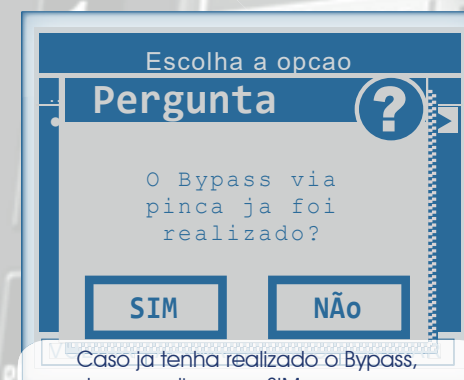 Escolha a opcao
Pergunta
?
O Bypass via
pinca ja foi
realizado?
SIM
NÃo
Caso ja tenha realizado o Bypass,